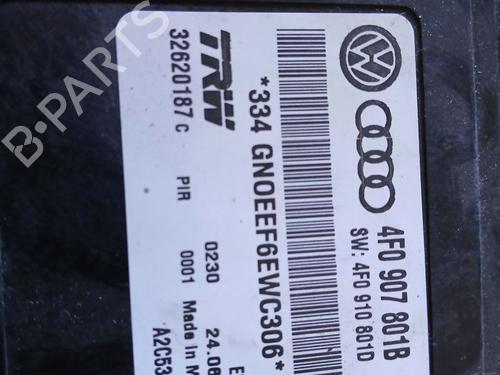 4F0 907 801B
SW: 4F0 910 801D
*334 GN0EEF6EWC306*
TRW
32620187 C
PIR
0230
24.06
0001
Made in M
A2C53
B-PARTS